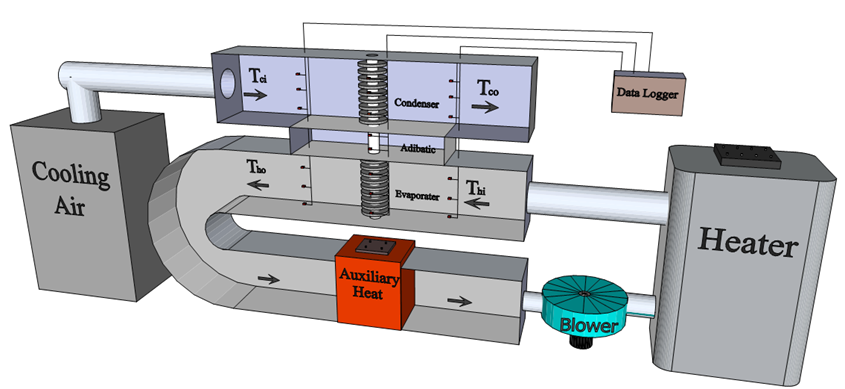 Tci
Tco
Condenser
Data Logger
Adibatic
Cooling
Air
Tho
Thi
Evaporater
Heater
Auxiliary
Heat
Blower